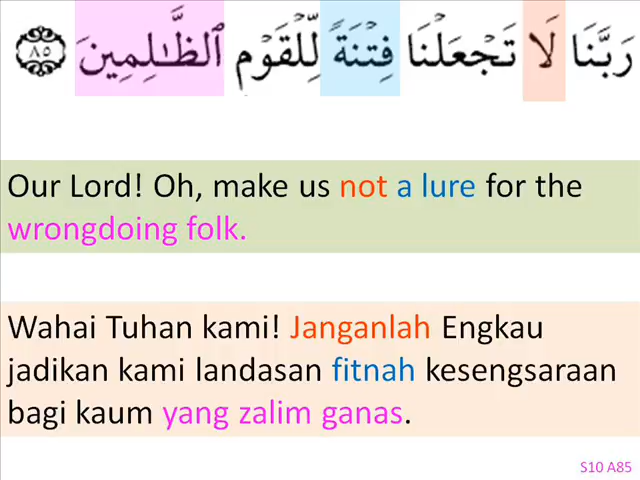 رَبَّنَا لَا تَجْعَلْنَا فِتْنَةً لِّلْقَوْمِ ٱلظَّـٰلِمِينَ ٨٥
Our Lord! Oh, make us not a lure for the
wrongdoing folk.
Wahai Tuhan kami! Janganlah Engkau
jadikan kami landasan fitnah kesengsaraan
bagi kaum yang zalim ganas.
S10 A85